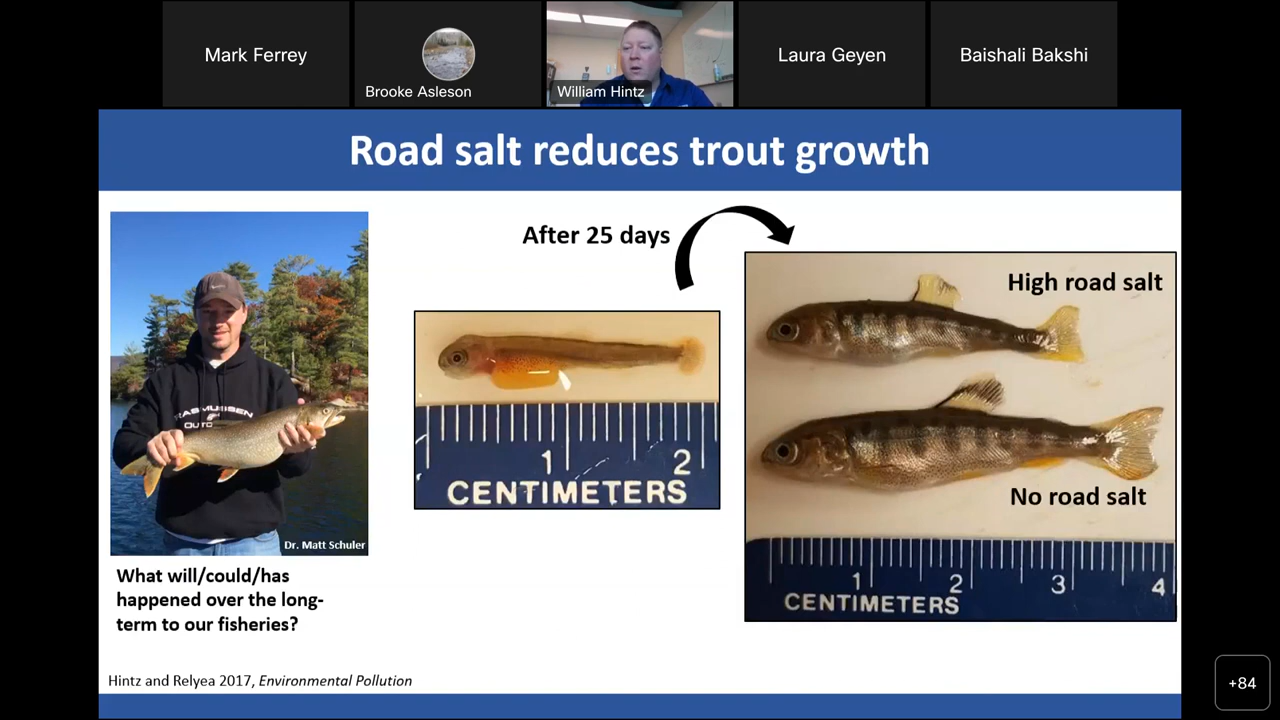 Mark Ferrey
Brooke Asleson
William Hintz
Laura Geyen
Baishali Bakshi
Road salt reduces trout growth
After 25 days
High road salt
No road salt
1 2
CENTIMETERS
1 2 3 4
CENTIMETERS
RASMUSSEN
OUTD
Dr. Matt Schuler
What will/could/has
happened over the long-
term to our fisheries?
Hintz and Relyea 2017, Environmental Pollution
+84